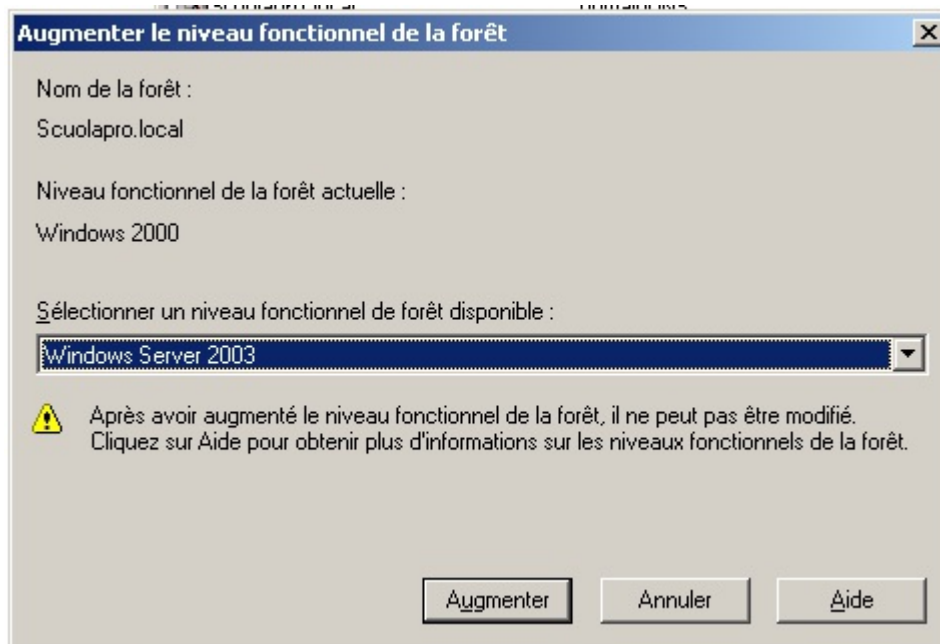 Augmenter le niveau fonctionnel de la forêt
Nom de la forêt :
Scuolapro.local
Niveau fonctionnel de la forêt actuelle :
Windows 2000
Sélectionner un niveau fonctionnel de forêt disponible :
Windows Server 2003
Après avoir augmenté le niveau fonctionnel de la forêt, il ne peut pas être modifié.
Cliquez sur Aide pour obtenir plus d'informations sur les niveaux fonctionnels de la forêt.
Augmenter Annuler Aide